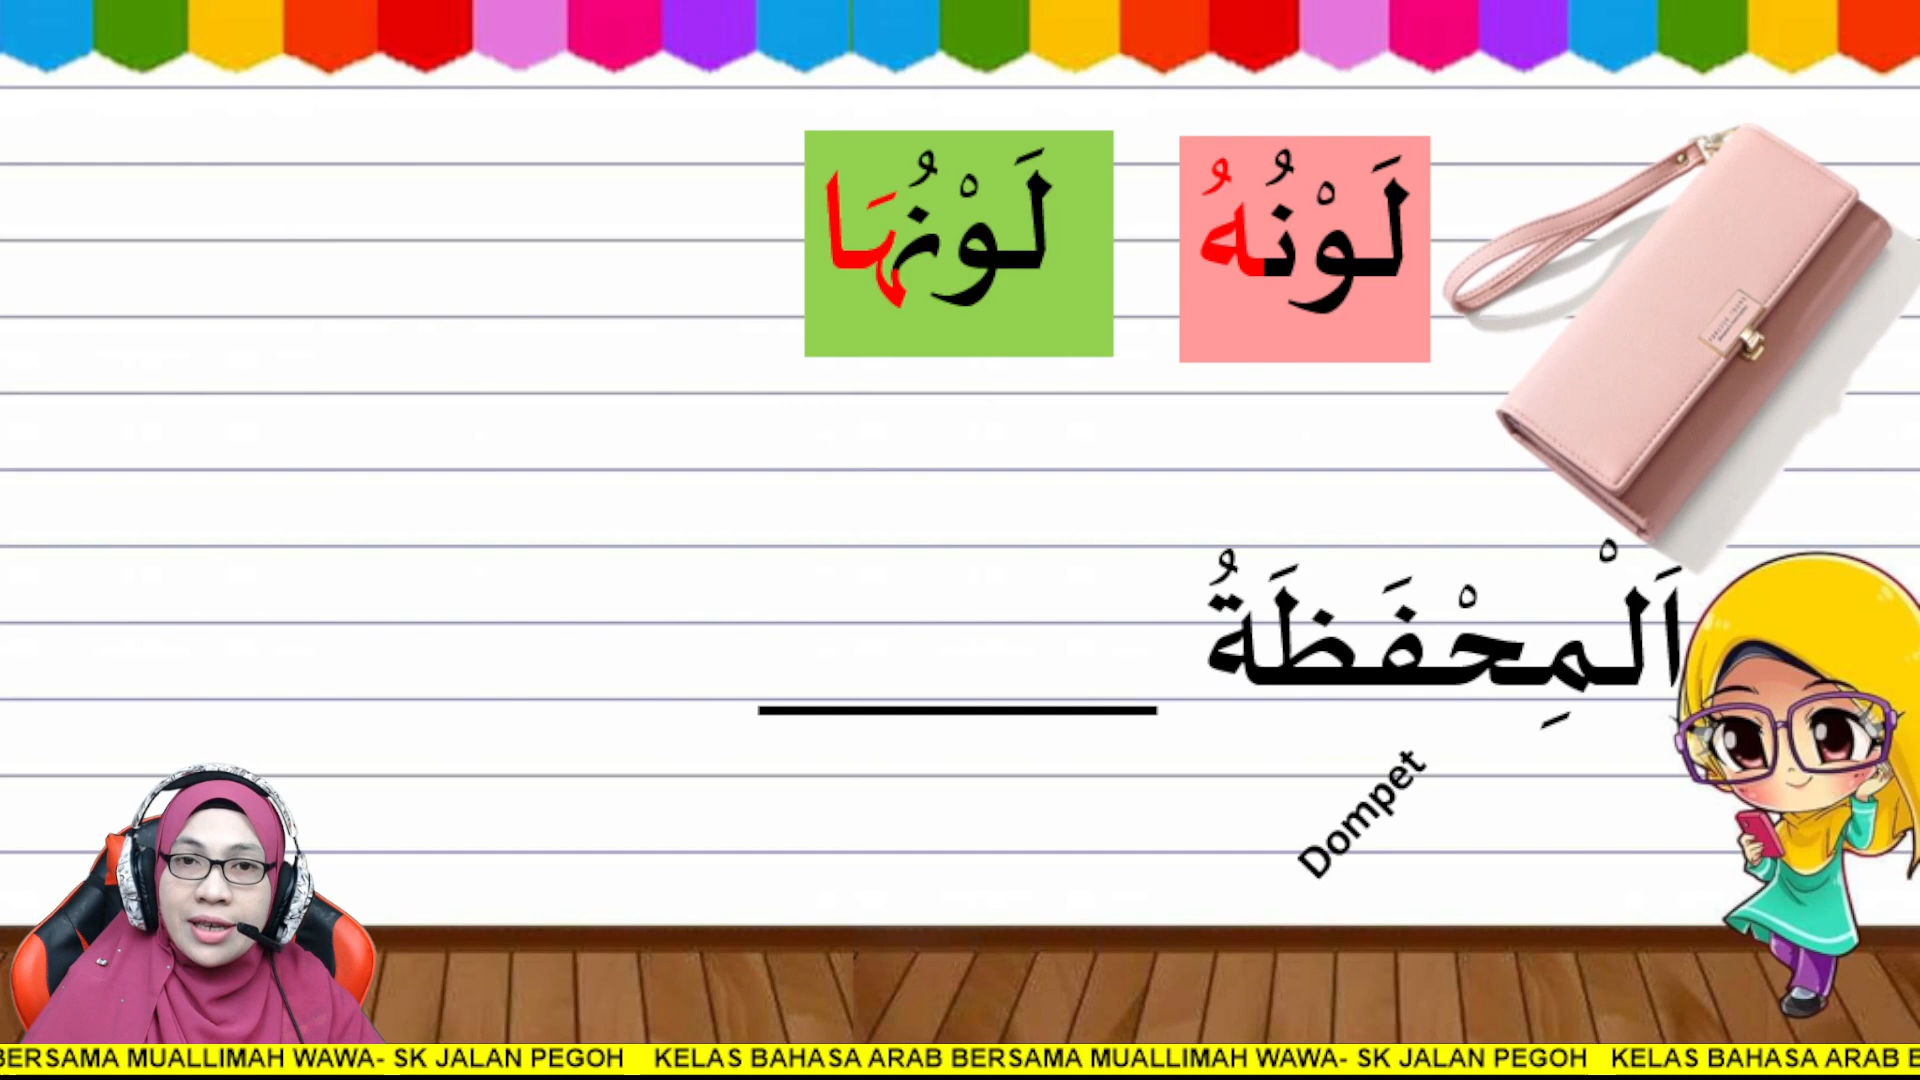 لَوْنُهُ
لَوْنُهَا
اَلْمِحْفَظَةُ
Dompet
BERSAMA MUALLIMAH WAWA- SK JALAN PEGOH KELAS BAHASA ARAB BERSAMA MUALLIMAH WAWA- SK JALAN PEGOH KELAS BAHASA ARAB